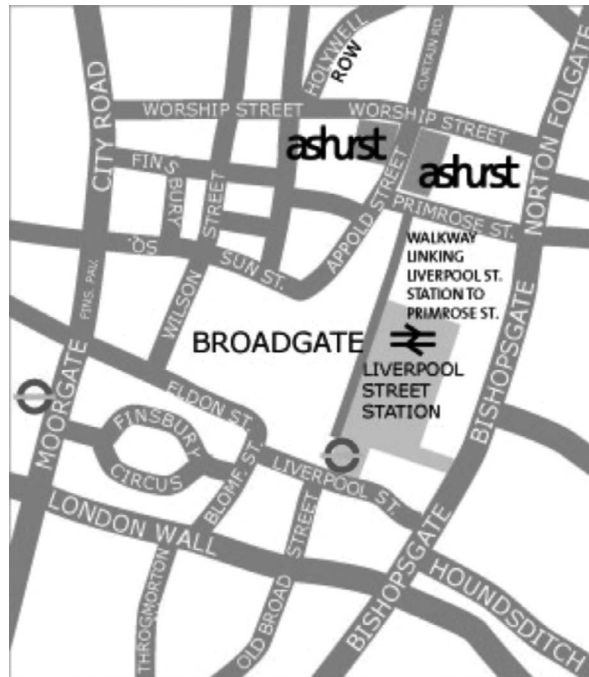 HOLYWELL
ROW
CURTAIN RD.
NORTON FOLGATE
CITY ROAD
WORSHIP STREET
WORSHIP STREET
ashurst
ashurst
FINSBURY
SQ.
STREET
WILSON
SUN ST.
APPOLD STREET
PRIMROSE ST.
WALKWAY
LINKING
LIVERPOOL ST.
STATION TO
PRIMROSE ST.
FINS. PAV.
BROADGATE
LIVERPOOL
STREET
STATION
BISHOPSGATE
MOORGATE
ELDON ST.
FINSBURY
CIRCUS
BLOMF. ST.
LIVERPOOL ST.
LONDON WALL
THROGMORTON
OLD BROAD STREET
BISHOPSGATE
HOUNDSDITCH